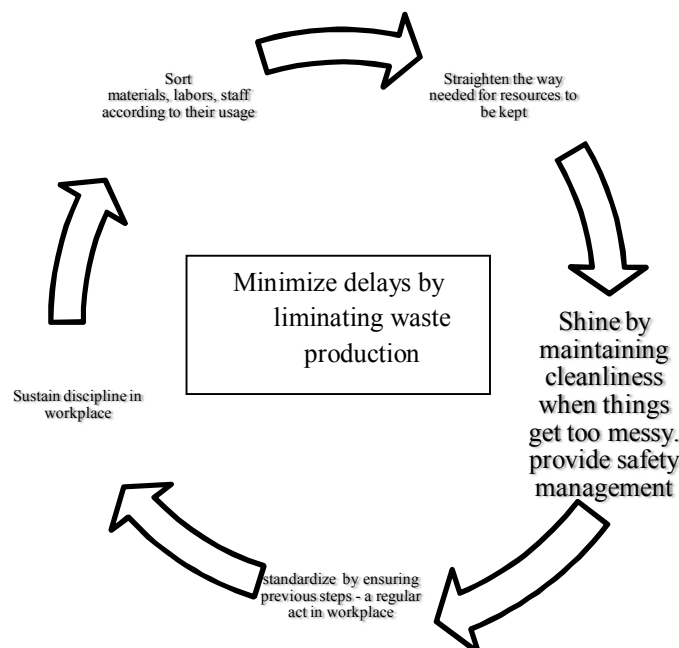 Sort
materials, labors, staff
according to their usage
Straighten the way
needed for resources to
be kept
Minimize delays by
liminating waste
production
Shine by
maintaining
cleanliness
when things
get too messy.
provide safety
management
Sustain discipline in
workplace
standardize by ensuring
previous steps - a regular
act in workplace